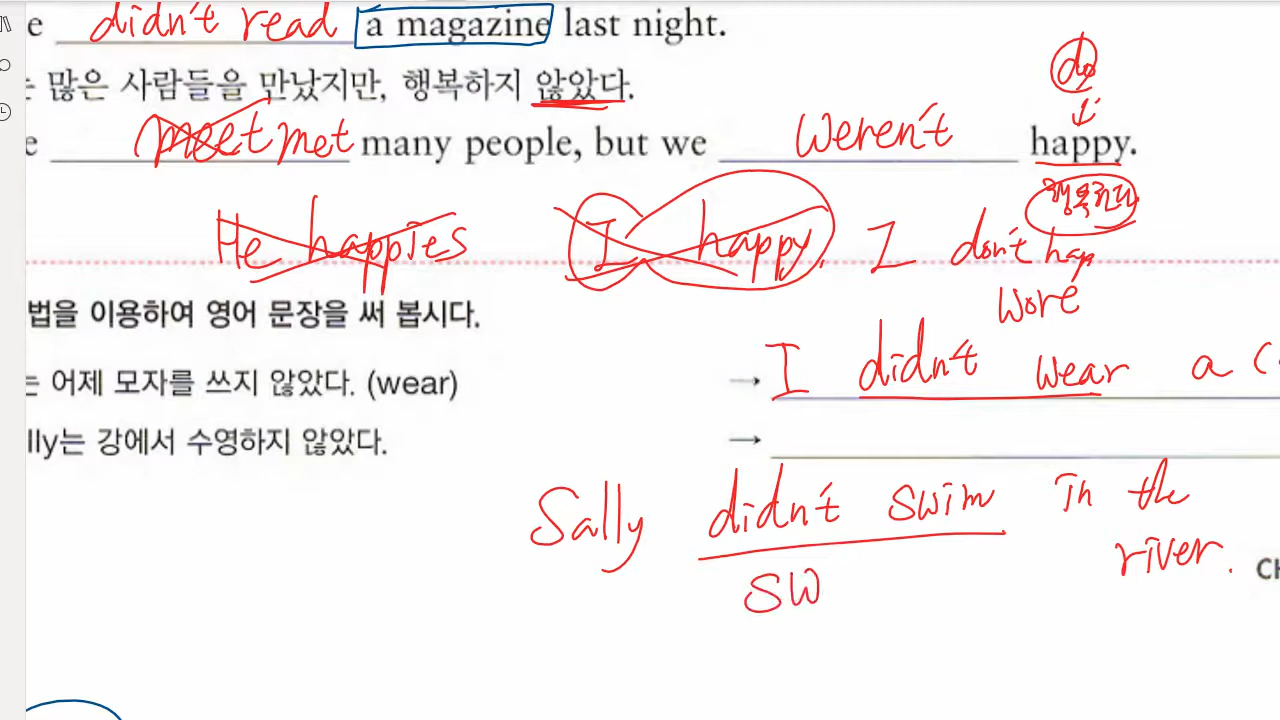 e didn't read a magazine last night.
는 많은 사람들을 만났지만, 행복하지 않았다.
do
e meet met many people, but we weren't happy.
행복한다
He happies I happy. I don't hap
법을 이용하여 영어 문장을 써 봅시다.
wore
는 어제 모자를 쓰지 않았다. (wear) → I didn't wear a
lly는 강에서 수영하지 않았다. →
Sally didn't swim in the
river.
sw
CH